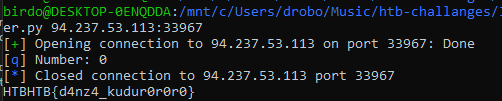 birdo@DESKTOP-0ENQDDA:/mnt/c/Users/drobo/Music/htb-challanges/
er.py 94.237.53.113:33967
[+] Opening connection to 94.237.53.113 on port 33967: Done
[q] Number: 0
[*] Closed connection to 94.237.53.113 port 33967
HTBHTB{d4nz4_kudur0r0r0}